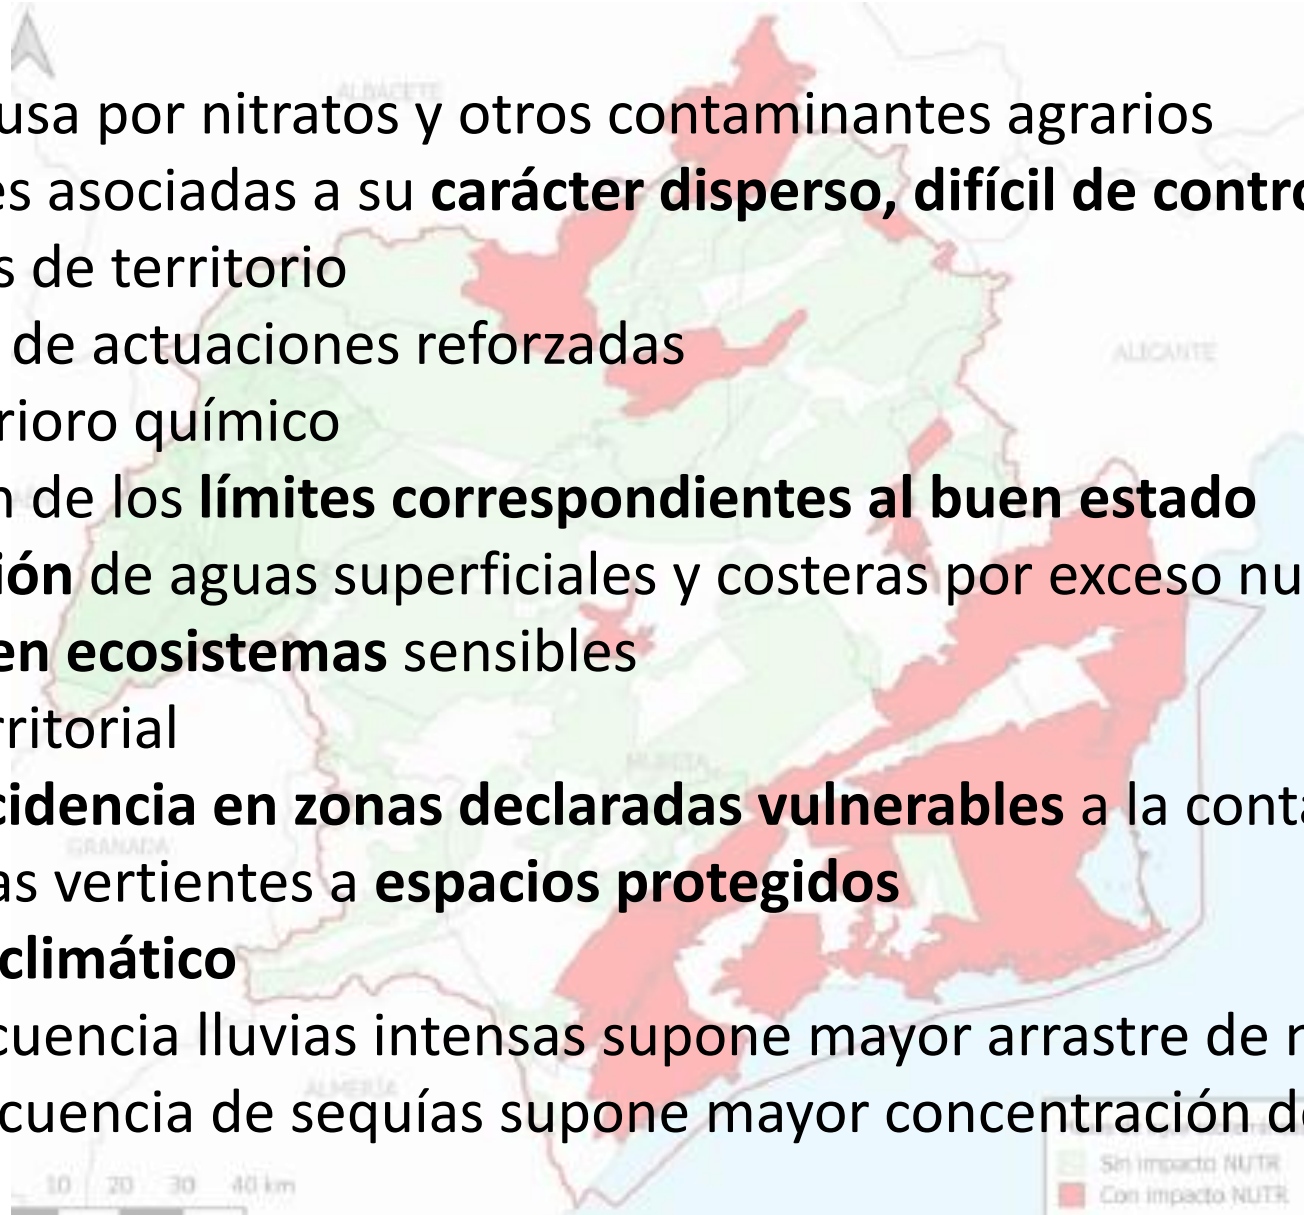 ALBACETE
usa por nitratos y otros contaminantes agrarios
es asociadas a su carácter disperso, difícil de contro
s de territorio
de actuaciones reforzadas
ALICANTE
rioro químico
n de los límites correspondientes al buen estado
ión de aguas superficiales y costeras por exceso nu
en ecosistemas sensibles
rritorial
MURCIA
cidencia en zonas declaradas vulnerables a la conta
GRANADA
as vertientes a espacios protegidos
climático
cuencia lluvias intensas supone mayor arrastre de
ALMERÍA
cuencia de sequías supone mayor concentración de
Sin impacto NUTR
10 20 30 40 km
Con impacto NUTR